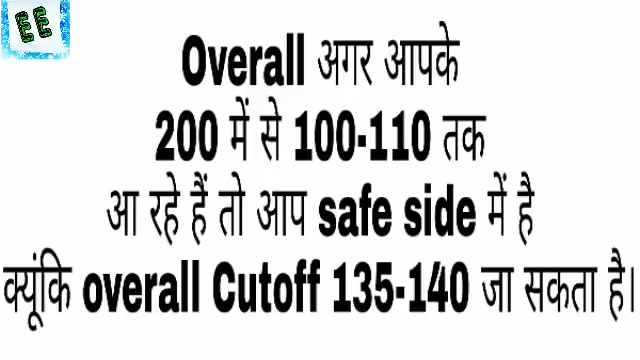 EE
Overall अगर आपके
200 में से 100-110 तक
आ रहे हैं तो आप safe side में है
क्यूंकि overall Cutoff 135-140 जा सकता है।